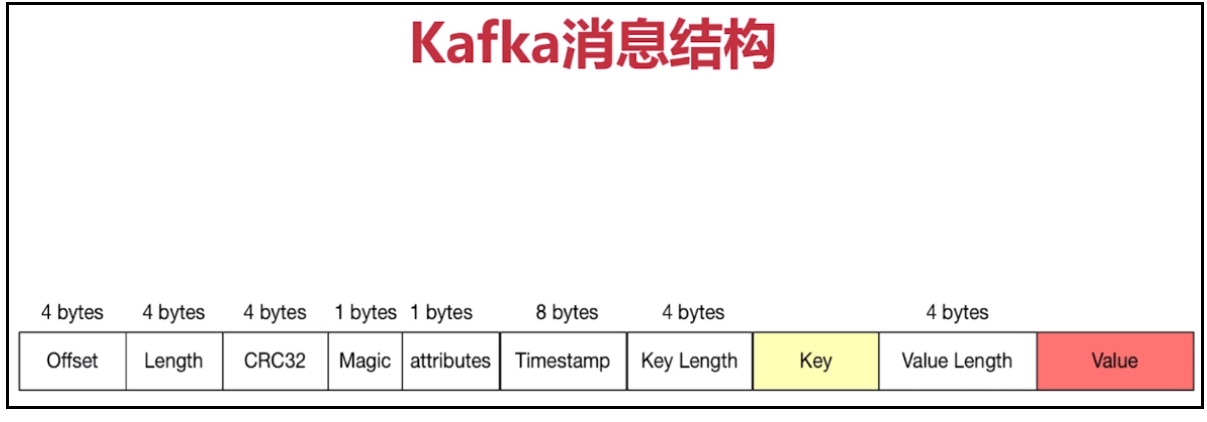 Kafka消息结构
4 bytes 4 bytes 4 bytes 1 bytes 1 bytes 8 bytes 4 bytes 4 bytes
Offset Length CRC32 Magic attributes Timestamp Key Length Key Value Length Value